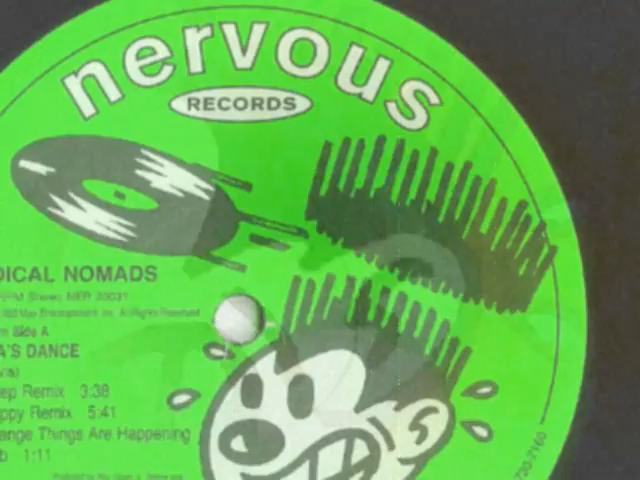 nervous
RECORDS
DICAL NOMADS
RPM Stereo NER 20031
Side A
A'S DANCE
ep Remix 3:38
ppy Remix 5:41
ange Things Are Happening
b 1:11